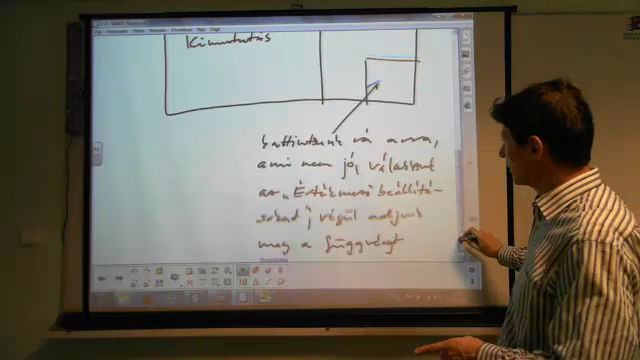 Kimutatás
kattintsunk rá arra,
ami nem jó, válasszuk
az „Értékmező beállítá-
sokat”, végül adjuk
meg a függvényt